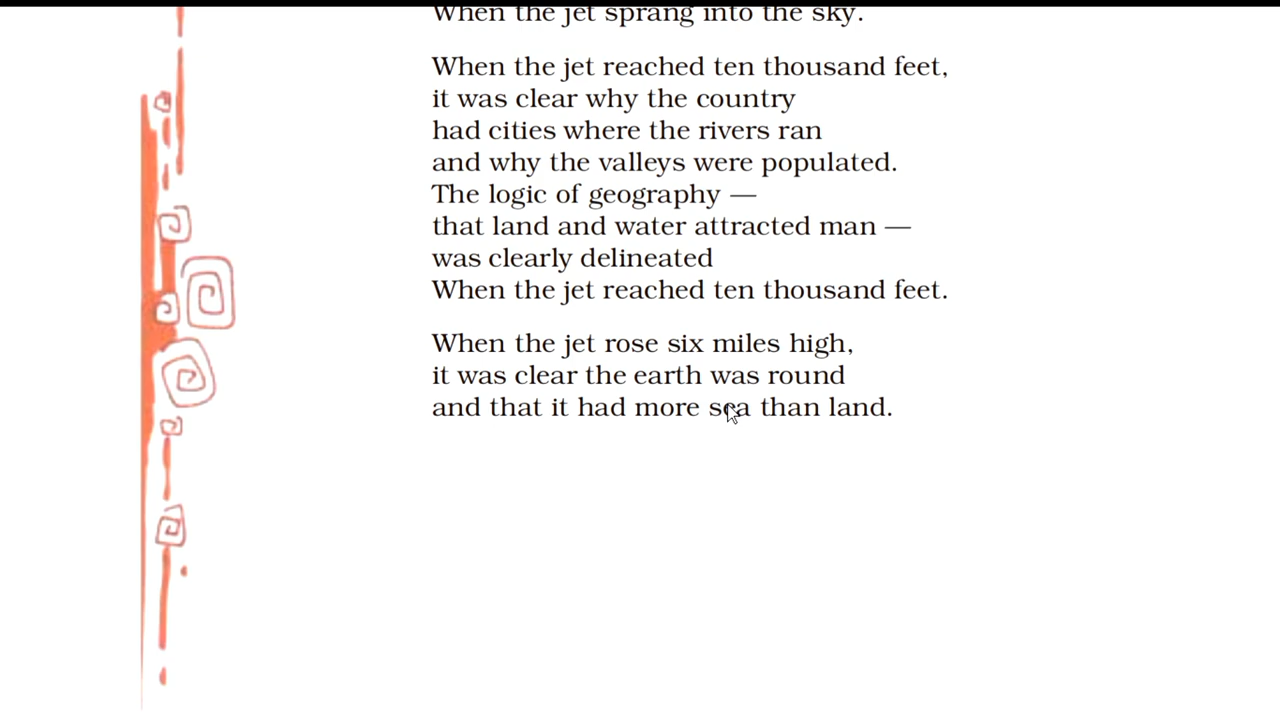 When the jet sprang into the sky.
When the jet reached ten thousand feet,
it was clear why the country
had cities where the rivers ran
and why the valleys were populated.
The logic of geography —
that land and water attracted man —
was clearly delineated
When the jet reached ten thousand feet.
When the jet rose six miles high,
it was clear the earth was round
and that it had more sea than land.